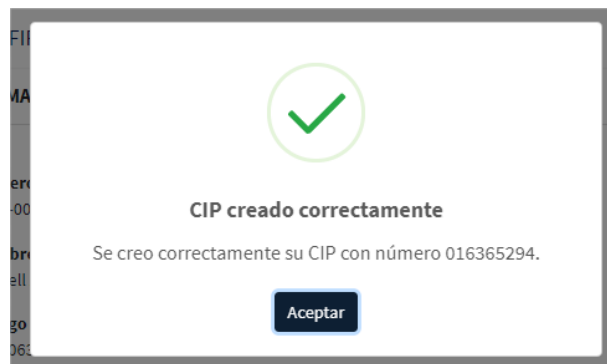 CIP creado correctamente
Se creo correctamente su CIP con número 016365294.
Aceptar